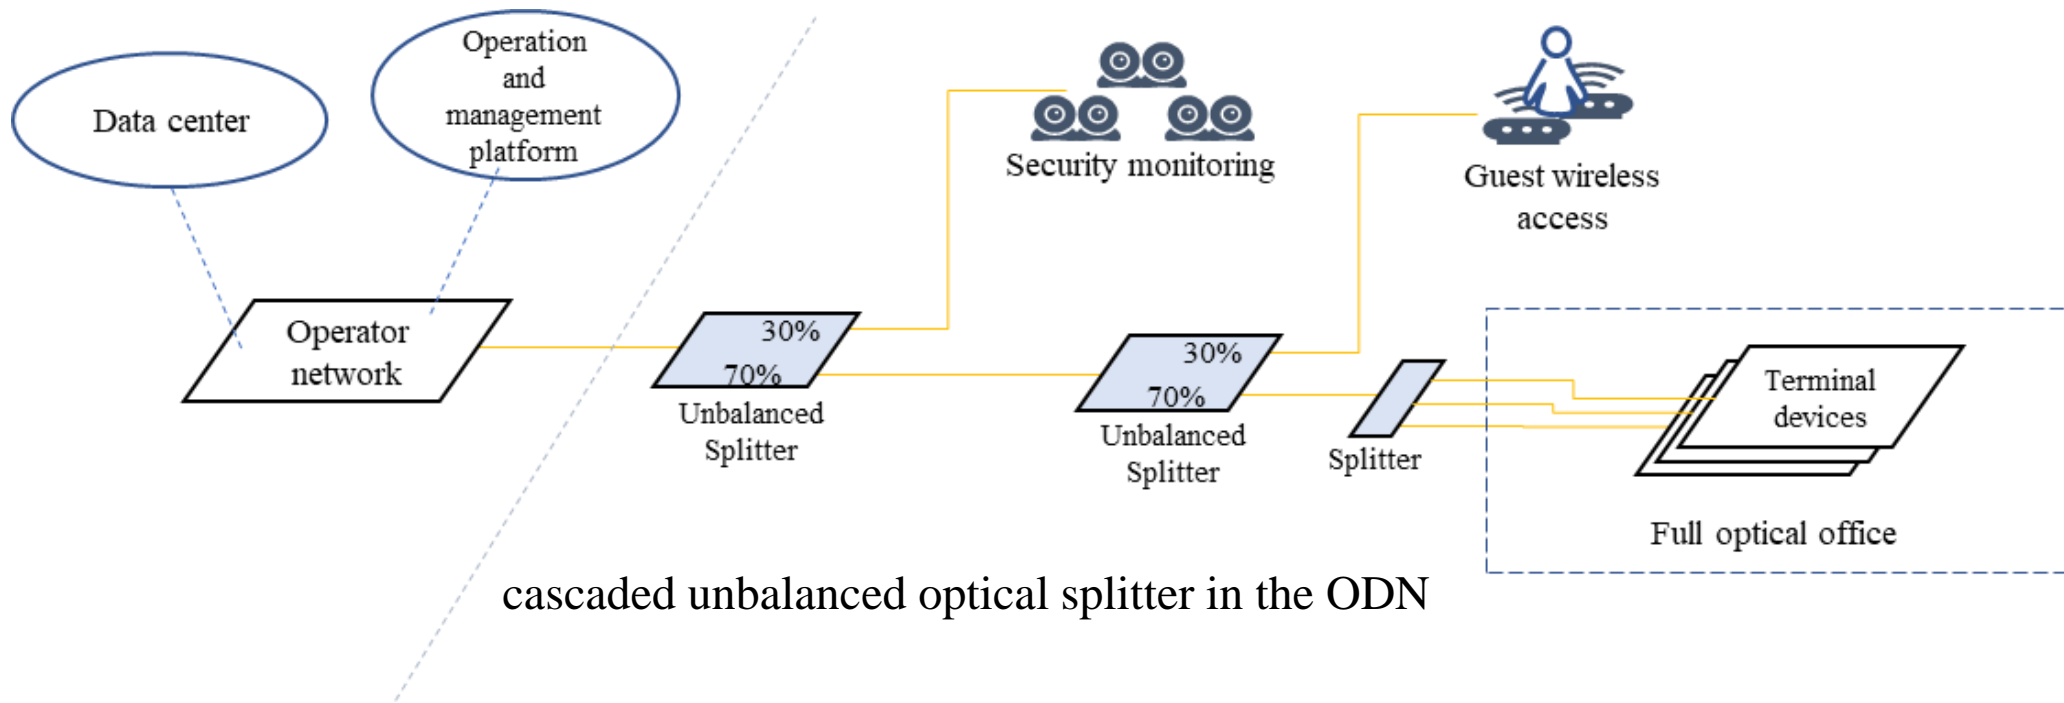 Data center
Operation
and
management
platform
Security monitoring
Guest wireless
access
Operator
network
30%
70%
Unbalanced
Splitter
30%
70%
Unbalanced
Splitter
Splitter
Terminal
devices
Full optical office
cascaded unbalanced optical splitter in the ODN